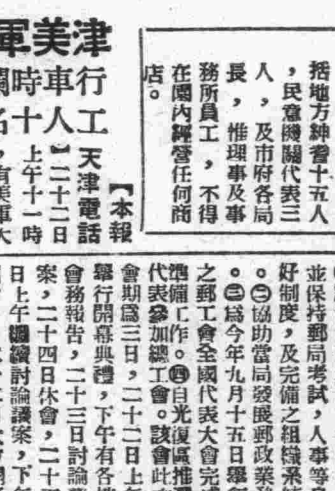 括地方紳耆十五人
，民意機關代表三
人，及市府各局
長，惟理事及事
務所員工，不得
在園內經營任何商
店。
津美軍
行車時
工人十
【本報
天津電話
】二十二日
上午十一時
，有美軍大
並保持郵局考試，人事等
好制度，及完備之組織系
。㊁協助當局發展郵政業
。㊂為今年九月十五日舉
之郵工會全國代表大會完成
準備工作。㊃自光復區推
代表參加總工會。該會此
會期為三日，二十二日上
舉行開幕典禮，下午有各
會務報告，二十三日討論
案，二十四日休會，二十
日上午繼續討論議案，下